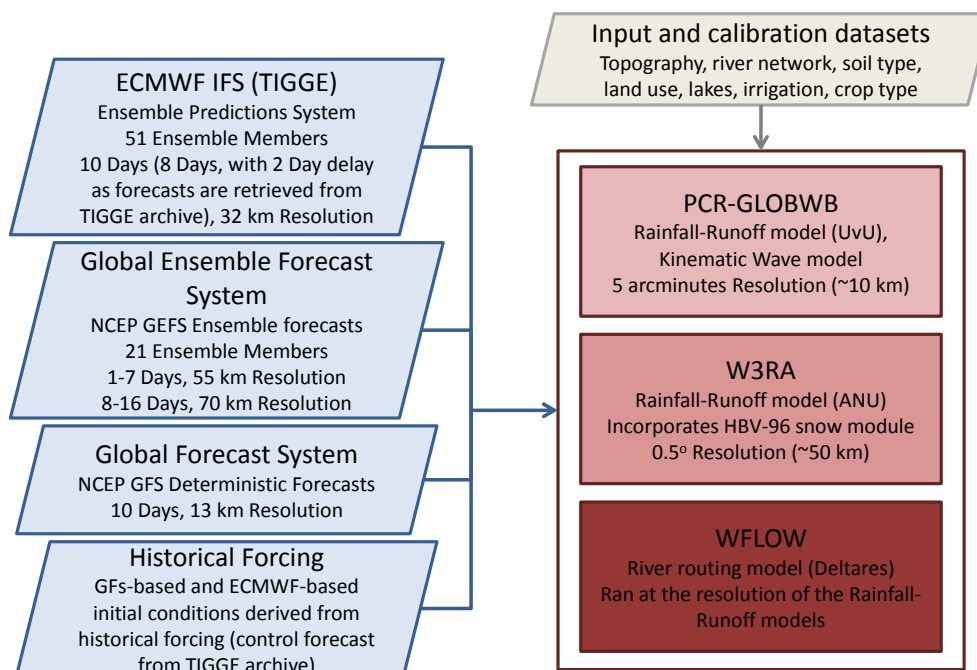 ECMWF IFS (TIGGE)
Ensemble Predictions System
51 Ensemble Members
10 Days (8 Days, with 2 Day delay
as forecasts are retrieved from
TIGGE archive), 32 km Resolution
Global Ensemble Forecast
System
NCEP GEFS Ensemble forecasts
21 Ensemble Members
1-7 Days, 55 km Resolution
8-16 Days, 70 km Resolution
Global Forecast System
NCEP GFS Deterministic Forecasts
10 Days, 13 km Resolution
Historical Forcing
GFs-based and ECMWF-based
initial conditions derived from
historical forcing (control forecast
from TIGGE archive)
Input and calibration datasets
Topography, river network, soil type,
land use, lakes, irrigation, crop type
PCR-GLOBWB
Rainfall-Runoff model (UvU),
Kinematic Wave model
5 arcminutes Resolution (~10 km)
W3RA
Rainfall-Runoff model (ANU)
Incorporates HBV-96 snow module
0.5° Resolution (~50 km)
WFLOW
River routing model (Deltares)
Ran at the resolution of the Rainfall-
Runoff models